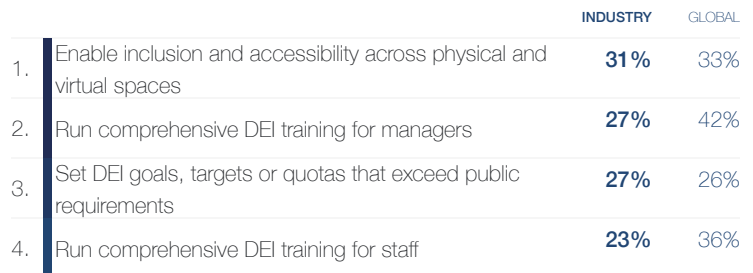 INDUSTRY GLOBAL
1. Enable inclusion and accessibility across physical and 31% 33%
virtual spaces
2. Run comprehensive DEI training for managers 27% 42%
3. Set DEI goals, targets or quotas that exceed public 27% 26%
requirements
4. Run comprehensive DEI training for staff 23% 36%